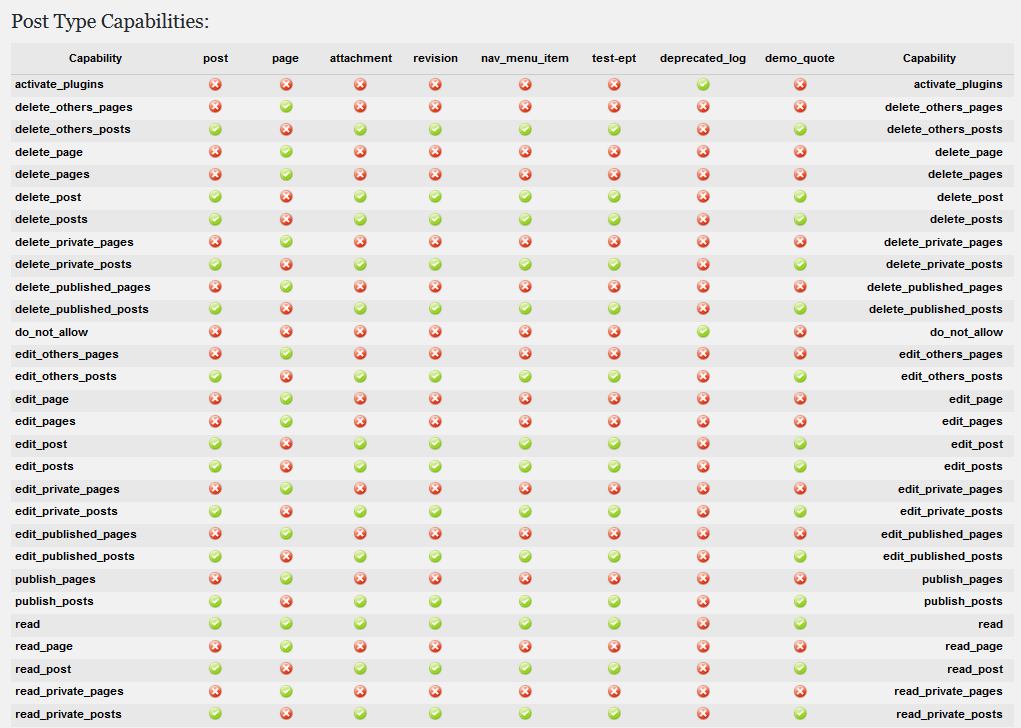 Post Type Capabilities:
Capability post page attachment revision nav_menu_item test-ept deprecated_log demo_quote Capability
activate_plugins activate_plugins
delete_others_pages delete_others_pages
delete_others_posts delete_others_posts
delete_page delete_page
delete_pages delete_pages
delete_post delete_post
delete_posts delete_posts
delete_private_pages delete_private_pages
delete_private_posts delete_private_posts
delete_published_pages delete_published_pages
delete_published_posts delete_published_posts
do_not_allow do_not_allow
edit_others_pages edit_others_pages
edit_others_posts edit_others_posts
edit_page edit_page
edit_pages edit_pages
edit_post edit_post
edit_posts edit_posts
edit_private_pages edit_private_pages
edit_private_posts edit_private_posts
edit_published_pages edit_published_pages
edit_published_posts edit_published_posts
publish_pages publish_pages
publish_posts publish_posts
read read
read_page read_page
read_post read_post
read_private_pages read_private_pages
read_private_posts read_private_posts